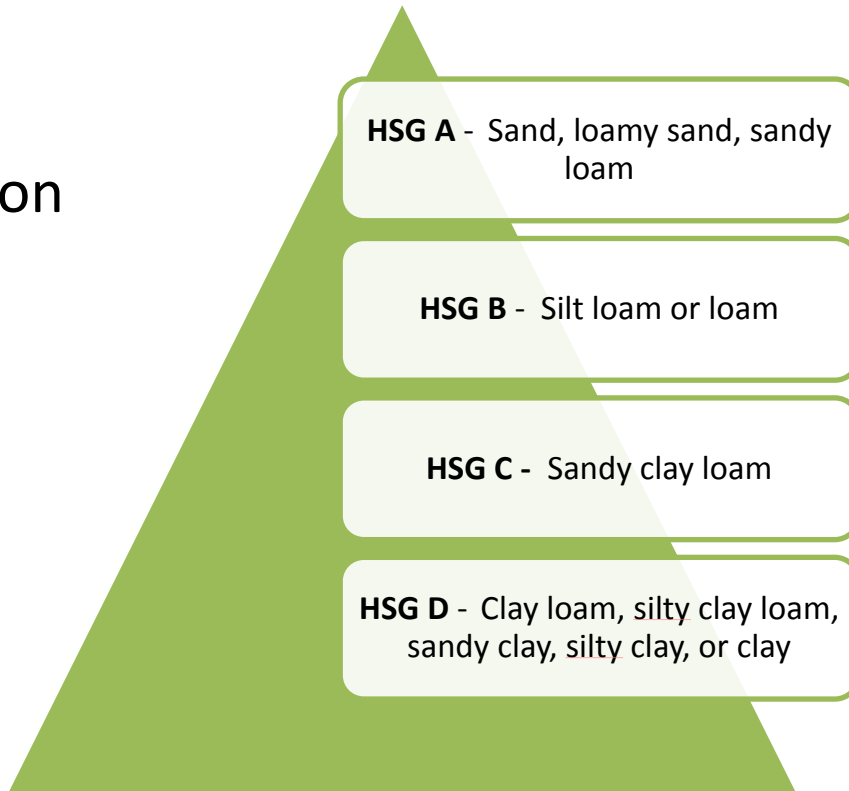 on
HSG A - Sand, loamy sand, sandy
loam
HSG B - Silt loam or loam
HSG C - Sandy clay loam
HSG D - Clay loam, silty clay loam,
sandy clay, silty clay, or clay